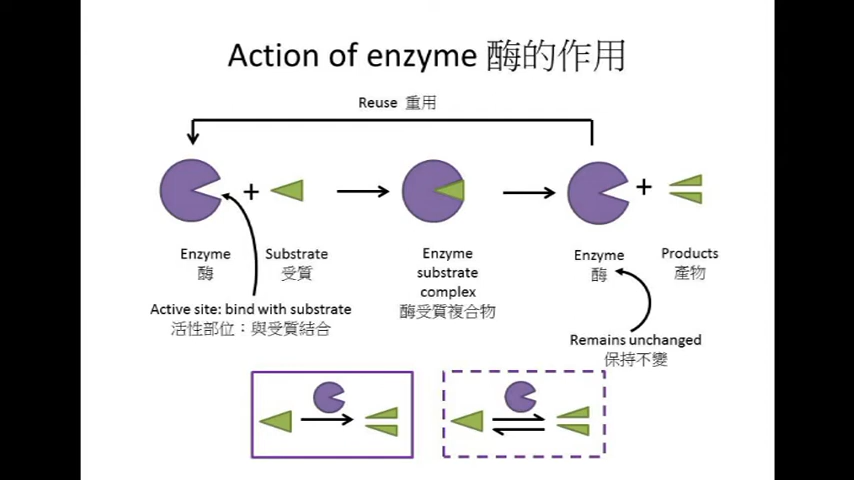 Action of enzyme 酶的作用
Reuse 重用
+
+
Enzyme
酶
Substrate
受質
Enzyme
substrate
complex
酶受質複合物
Enzyme
酶
Products
產物
Active site: bind with substrate
活性部位：與受質結合
Remains unchanged
保持不變